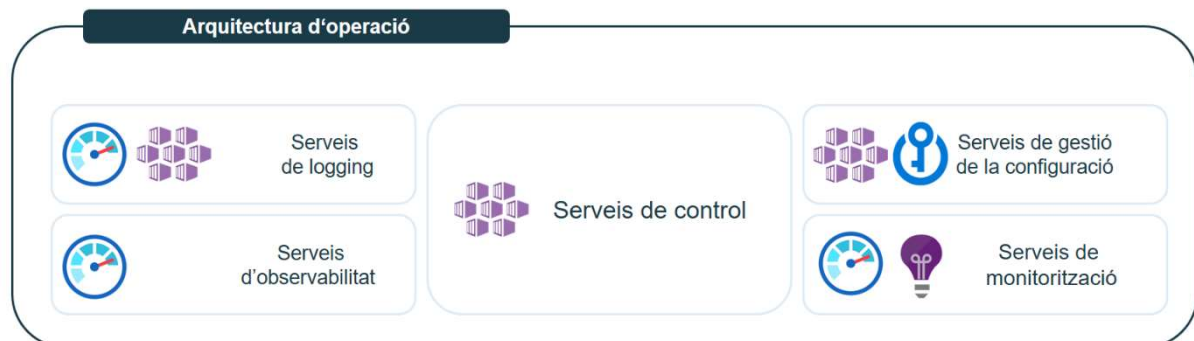 Arquitectura d‘operació
Serveis
de logging
Serveis
d’observabilitat
Serveis de control
Serveis de gestió
de la configuració
Serveis de
monitorització